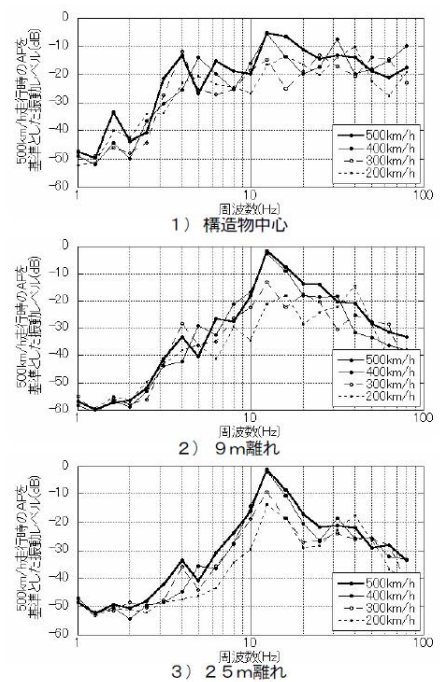 500km/h走行時のAPを
基準とした振動レベル(dB)
0
-10
-20
-30
-40
-50
-60
500km/h
400km/h
300km/h
200km/h
1
10
100
周波数(Hz)
1）構造物中心
500km/h走行時のAPを
基準とした振動レベル(dB)
0
-10
-20
-30
-40
-50
-60
500km/h
400km/h
300km/h
200km/h
1
10
100
周波数(Hz)
2）9m離れ
500km/h走行時のAPを
基準とした振動レベル(dB)
0
-10
-20
-30
-40
-50
-60
500km/h
400km/h
300km/h
200km/h
1
10
100
周波数(Hz)
3）25m離れ